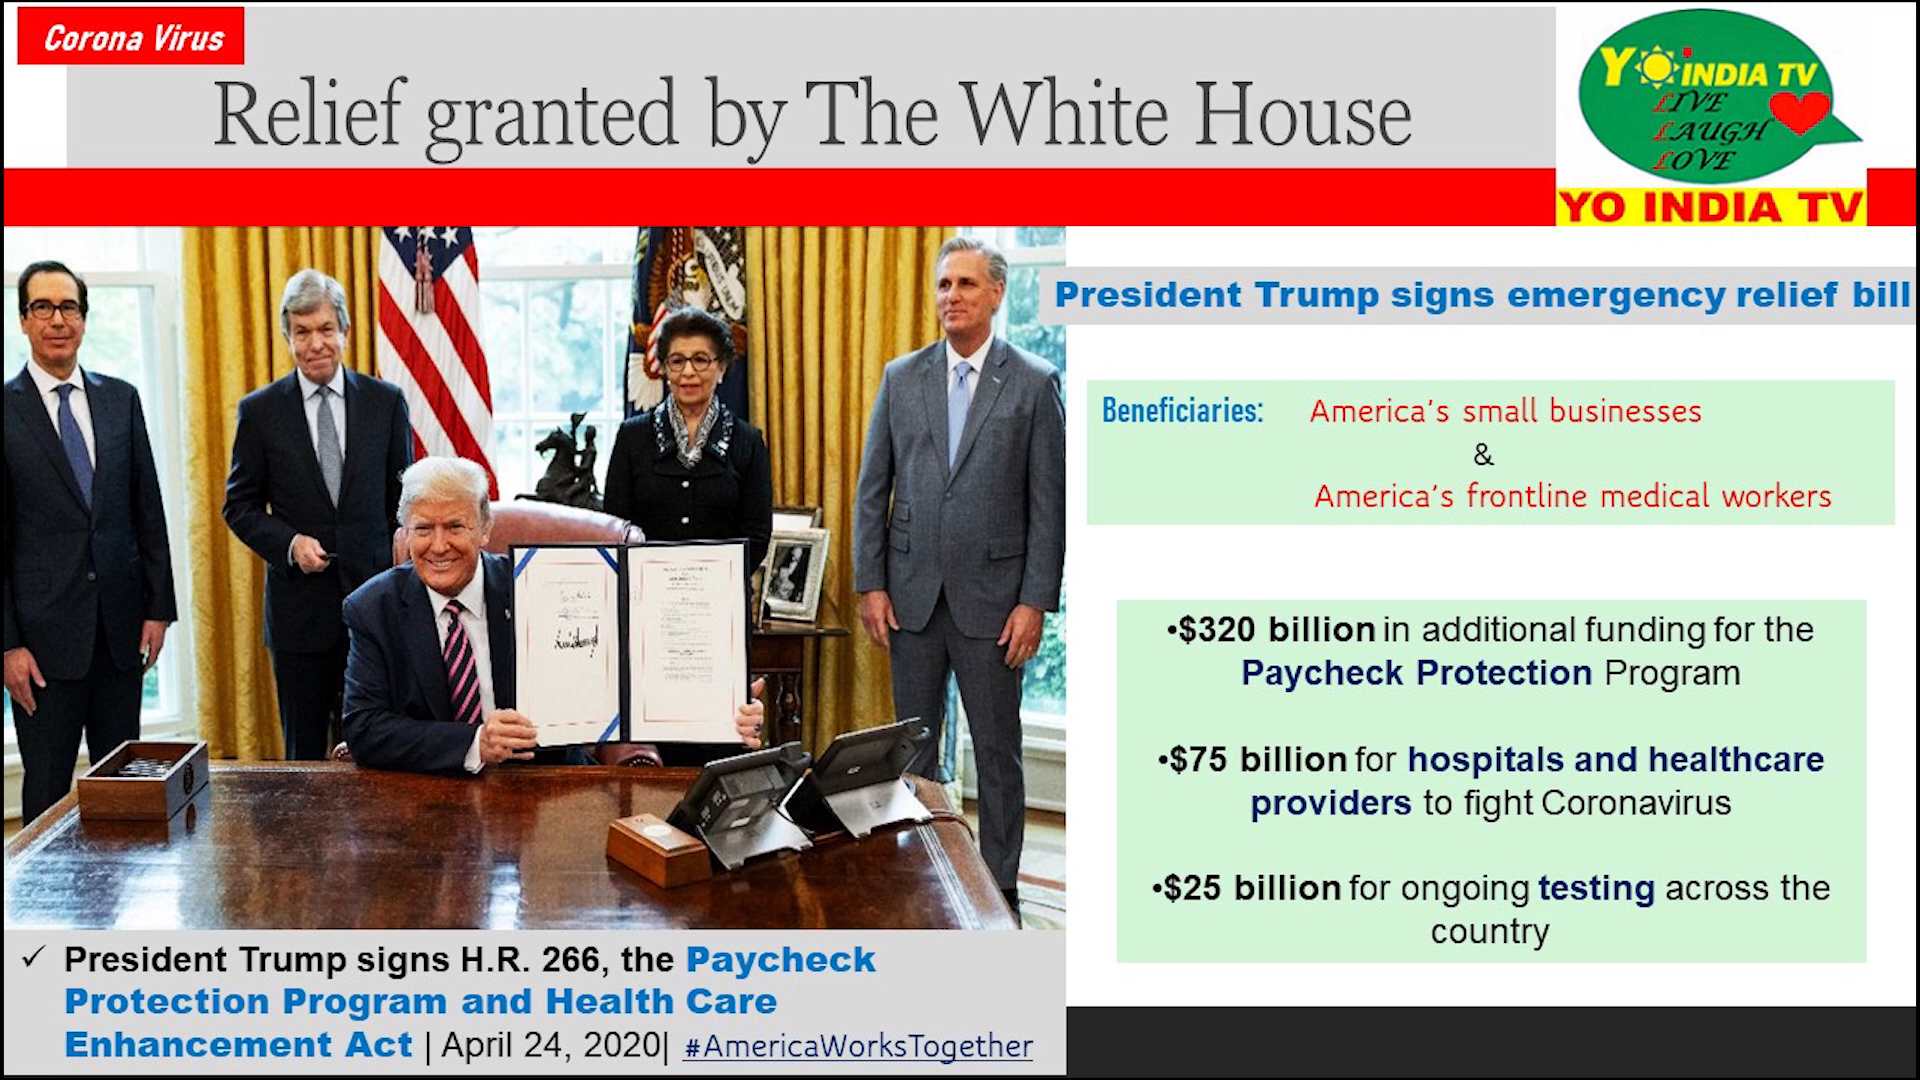 Corona Virus
Relief granted by The White House
YO INDIA TV
LIVE
LAUGH
LOVE
YO INDIA TV
President Trump signs emergency relief bill
Beneficiaries: America's small businesses
&
America's frontline medical workers
•$320 billion in additional funding for the
Paycheck Protection Program
•$75 billion for hospitals and healthcare
providers to fight Coronavirus
•$25 billion for ongoing testing across the
country
✓ President Trump signs H.R. 266, the Paycheck
Protection Program and Health Care
Enhancement Act | April 24, 2020| #AmericaWorksTogether